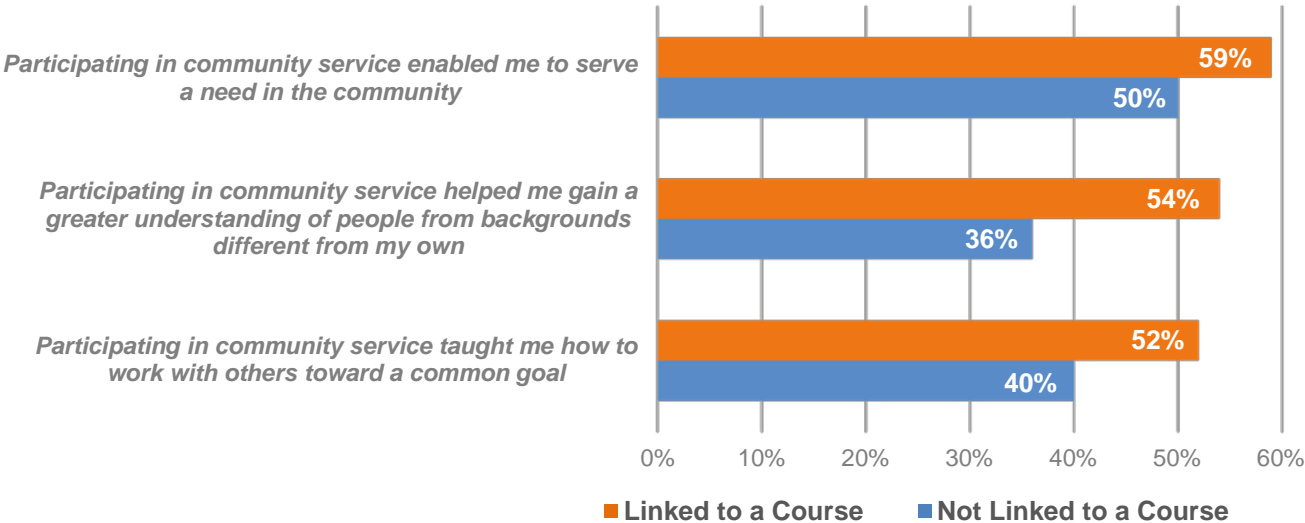 Participating in community service enabled me to serve
a need in the community
59%
50%
Participating in community service helped me gain a
greater understanding of people from backgrounds
different from my own
54%
36%
Participating in community service taught me how to
work with others toward a common goal
52%
40%
0% 10% 20% 30% 40% 50% 60%
Linked to a Course Not Linked to a Course